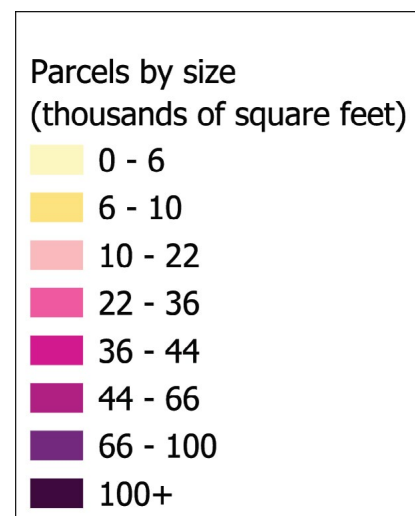 Parcels by size
(thousands of square feet)
0 - 6
6 - 10
10 - 22
22 - 36
36 - 44
44 - 66
66 - 100
100+